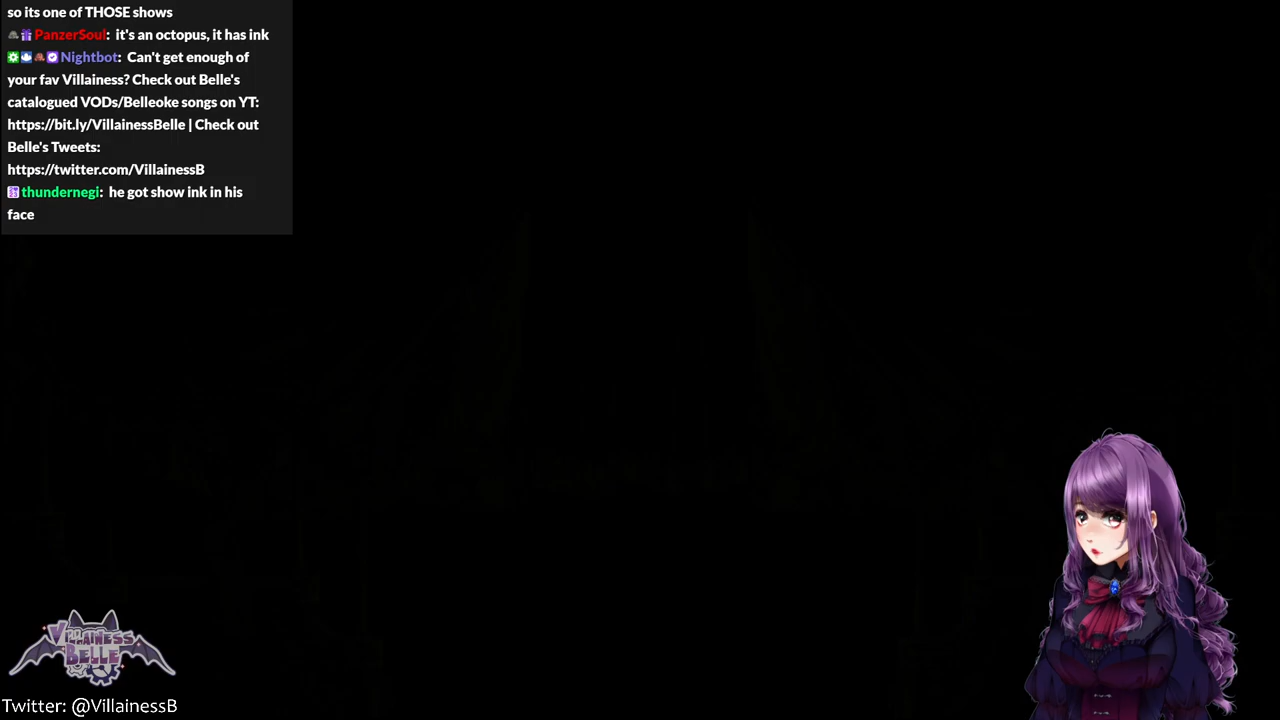 so its one of THOSE shows
PanzerSoul: it's an octopus, it has ink
Nightbot: Can't get enough of
your fav Villainess? Check out Belle's
catalogued VODs/Belleoke songs on YT:
https://bit.ly/VillainessBelle | Check out
Belle's Tweets:
https://twitter.com/VillainessB
thundernegi: he got show ink in his
face
VILLAINESS
BELLE
Twitter: @VillainessB